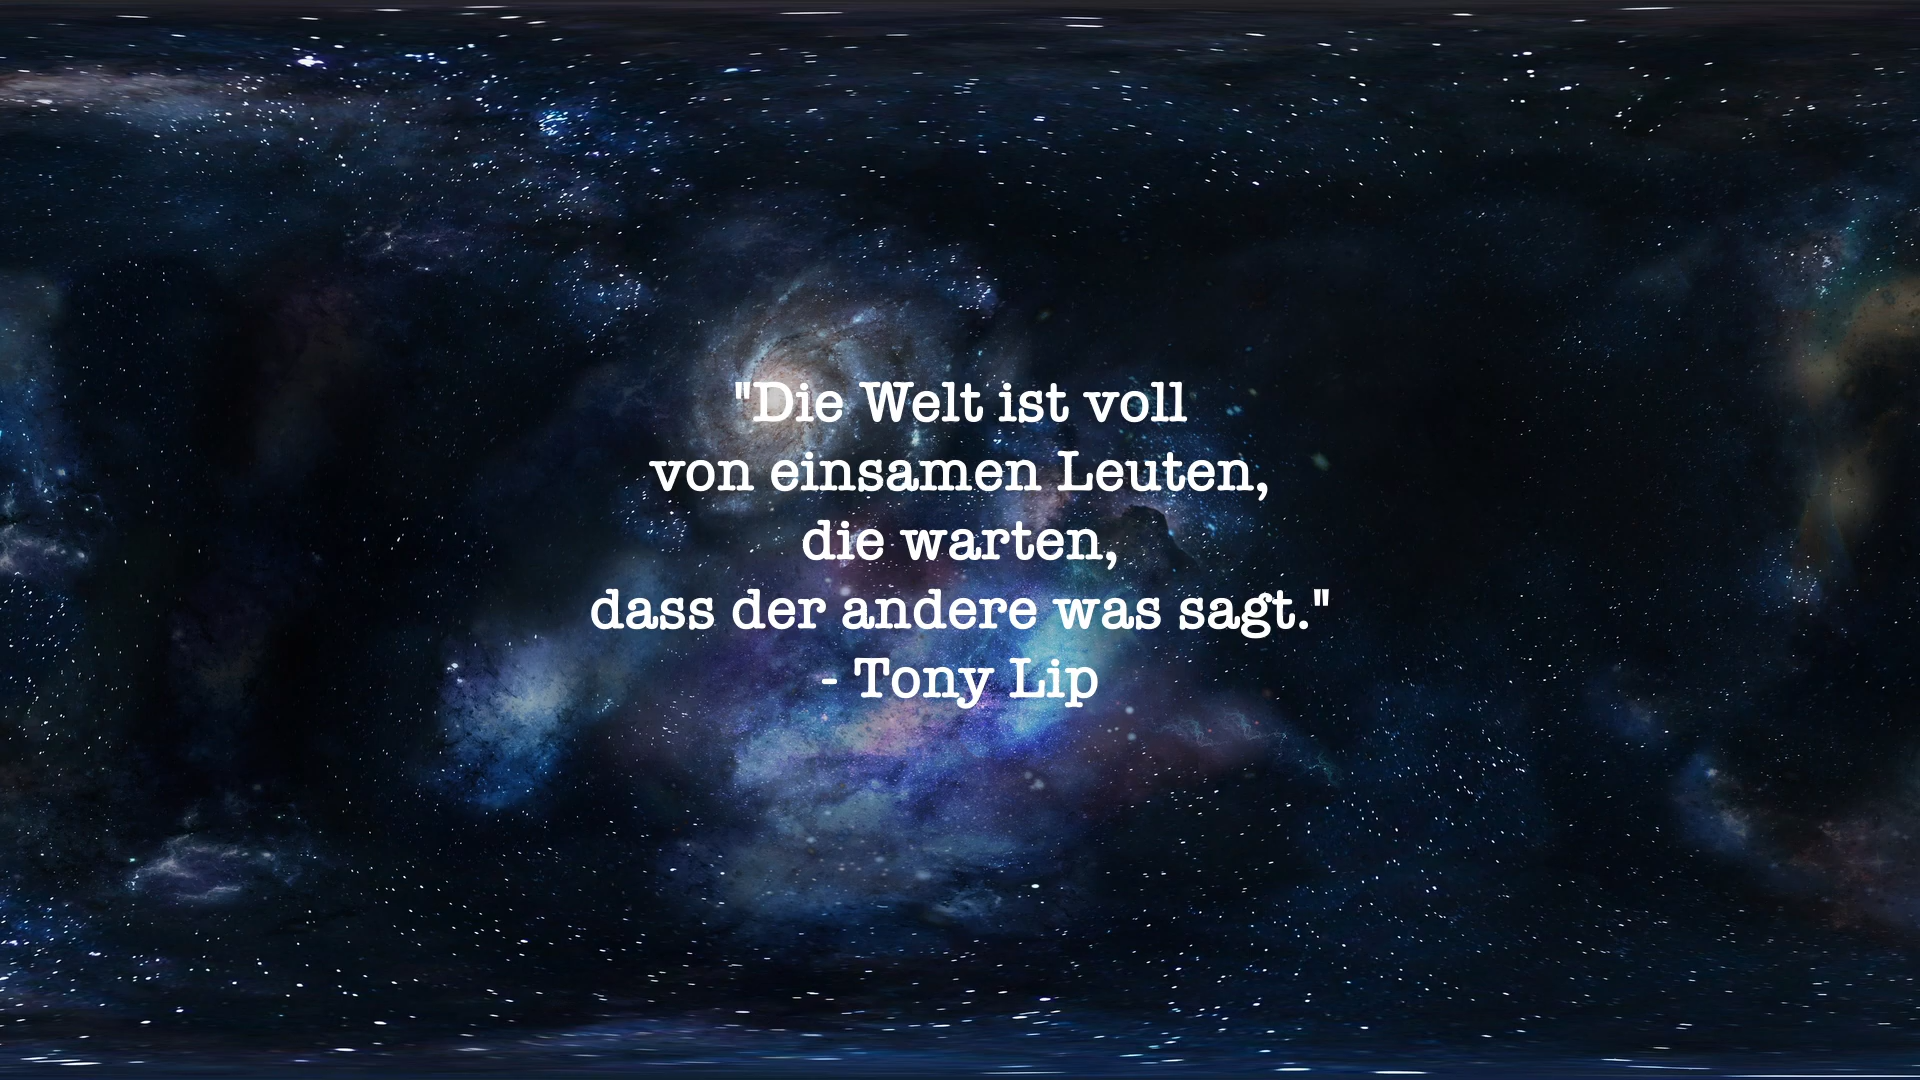 "Die Welt ist voll
von einsamen Leuten,
die warten,
dass der andere was sagt."
- Tony Lip